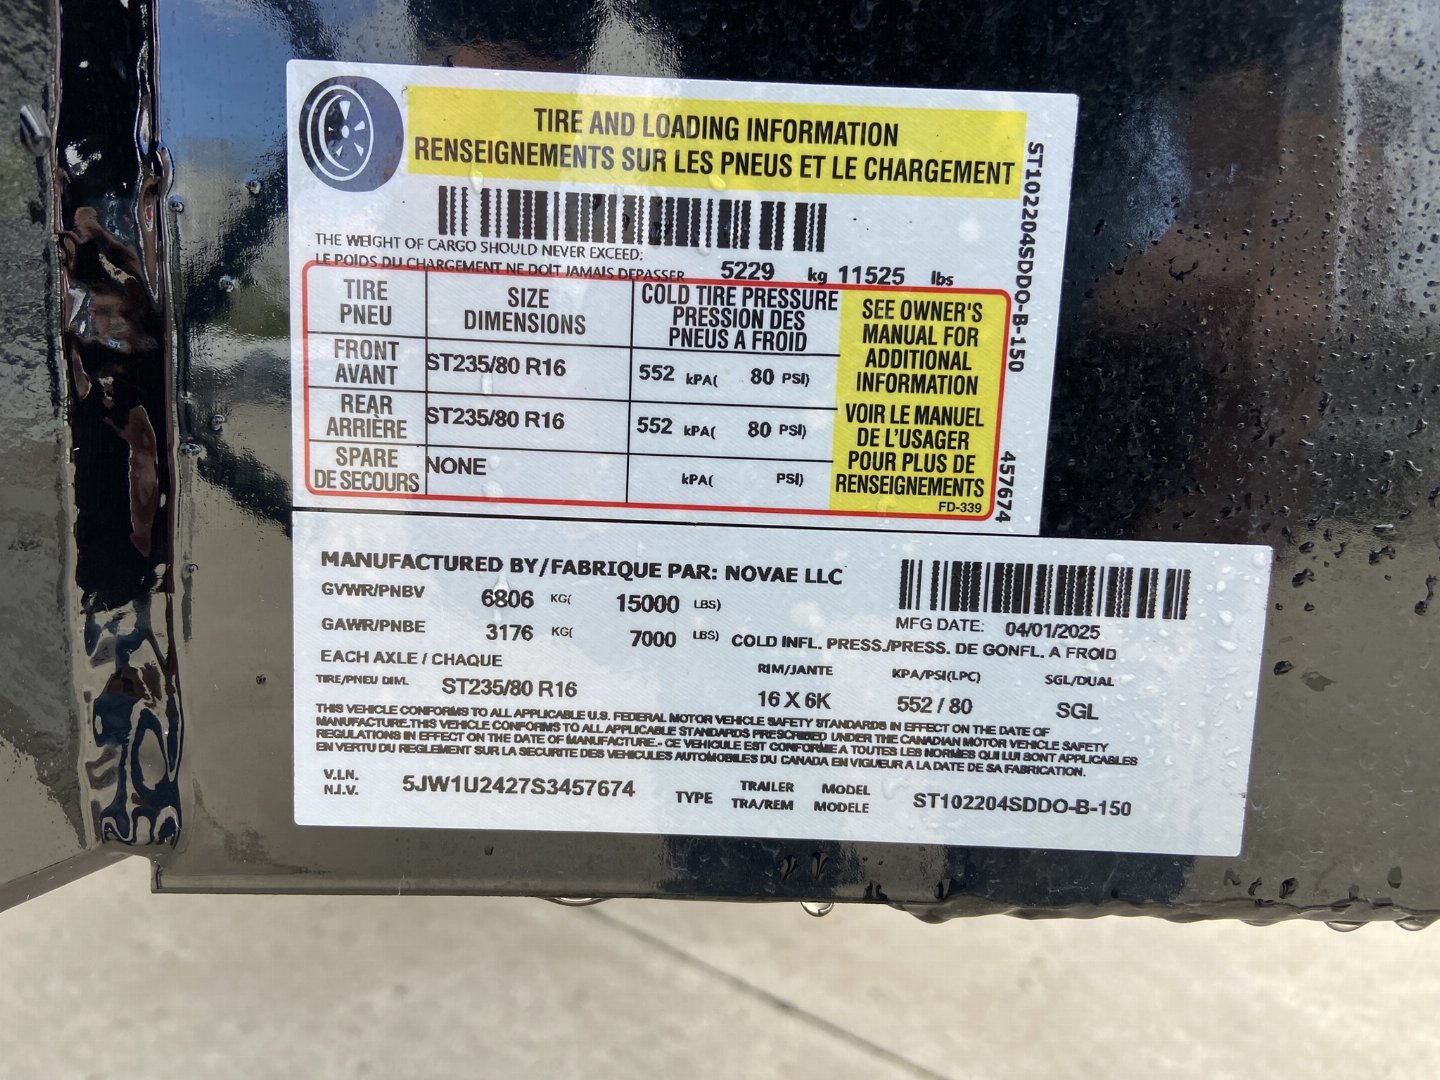 TIRE AND LOADING INFORMATION
RENSEIGNEMENTS SUR LES PNEUS ET LE CHARGEMENT
THE WEIGHT OF CARGO SHOULD NEVER EXCEED:
LE POIDS DU CHARGEMENT NE DOIT JAMAIS DEPASSER 5229 kg 11525 lbs
TIRE
PNEU
SIZE
DIMENSIONS
COLD TIRE PRESSURE
PRESSION DES
PNEUS A FROID
FRONT
AVANT
ST235/80 R16
552 kPA( 80 PSI)
REAR
ARRIÈRE
ST235/80 R16
552 kPA( 80 PSI)
SPARE
DE SECOURS
NONE
kPA( PSI)
SEE OWNER'S
MANUAL FOR
ADDITIONAL
INFORMATION
VOIR LE MANUEL
DE L'USAGER
POUR PLUS DE
RENSEIGNEMENTS
FD-339
ST102204SDDO-B-150
457674
MANUFACTURED BY/FABRIQUE PAR: NOVAE LLC
GVWR/PNBV 6806 KG( 15000 LBS)
MFG DATE: 04/01/2025
GAWR/PNBE 3176 KG( 7000 LBS) COLD INFL. PRESS./PRESS. DE GONFL. A FROID
EACH AXLE / CHAQUE RIM/JANTE KPA/PSI(LPC) SGL/DUAL
TIRE/PNEU DIM. ST235/80 R16 16 X 6K 552 / 80 SGL
THIS VEHICLE CONFORMS TO ALL APPLICABLE U.S. FEDERAL MOTOR VEHICLE SAFETY STANDARDS IN EFFECT ON THE DATE OF
MANUFACTURE.THIS VEHICLE CONFORMS TO ALL APPLICABLE STANDARDS PRESCRIBED UNDER THE CANADIAN MOTOR VEHICLE SAFETY
REGULATIONS IN EFFECT ON THE DATE OF MANUFACTURE.- CE VEHICULE EST CONFORME A TOUTES LES NORMES QUI LUI SONT APPLICABLES
EN VERTU DU REGLEMENT SUR LA SECURITE DES VEHICULES AUTOMOBILES DU CANADA EN VIGUEUR A LA DATE DE SA FABRICATION.
V.I.N.
N.I.V.
5JW1U2427S3457674
TYPE
TRAILER
TRA/REM
MODEL
MODELE
ST102204SDDO-B-150